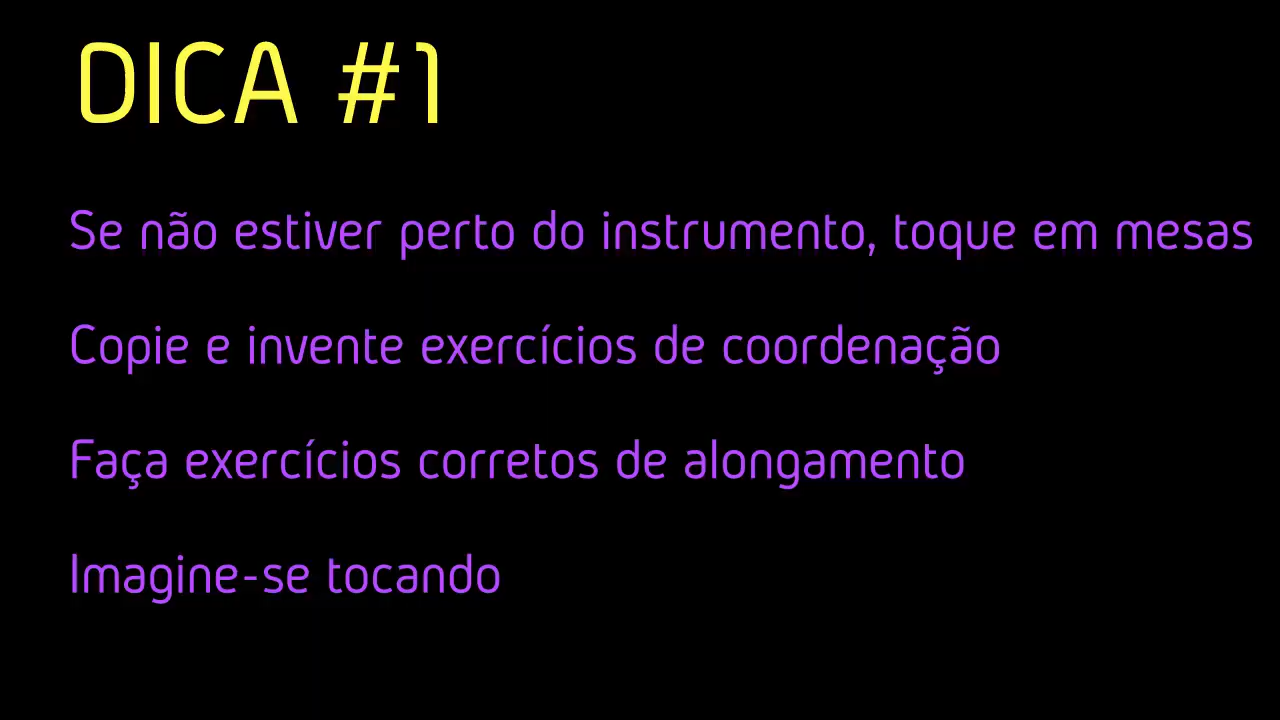 DICA #1
Se não estiver perto do instrumento, toque em mesas
Copie e invente exercícios de coordenação
Faça exercícios corretos de alongamento
Imagine-se tocando